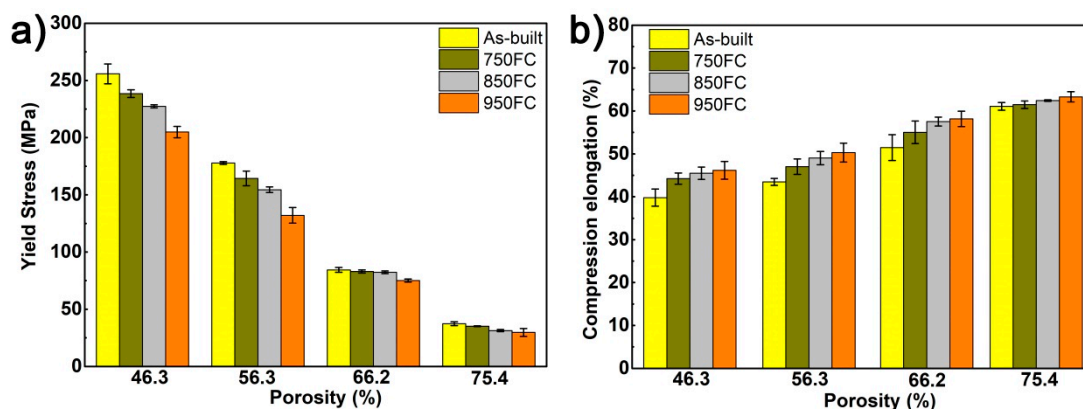 a)
As-built
750FC
850FC
950FC
Yield Stress (MPa)
300
250
200
150
100
50
0
46.3 56.3 66.2 75.4
Porosity (%)
b)
As-built
750FC
850FC
950FC
Compression elongation (%)
80
70
60
50
40
30
20
10
0
46.3 56.3 66.2 75.4
Porosity (%)